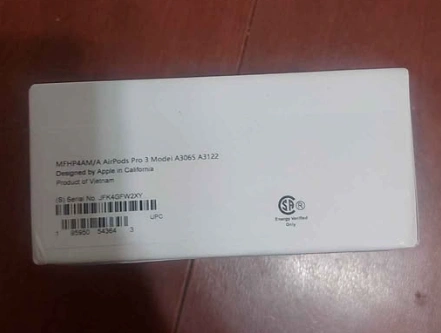 MFHP4AM/A AirPods Pro 3 Model A3065 A3122
Designed by Apple in California
Product of Vietnam
(S) Serial No. JFK4GFW2XY
UPC
1 95950 54364 3
SA ®
Energy Verified
Only